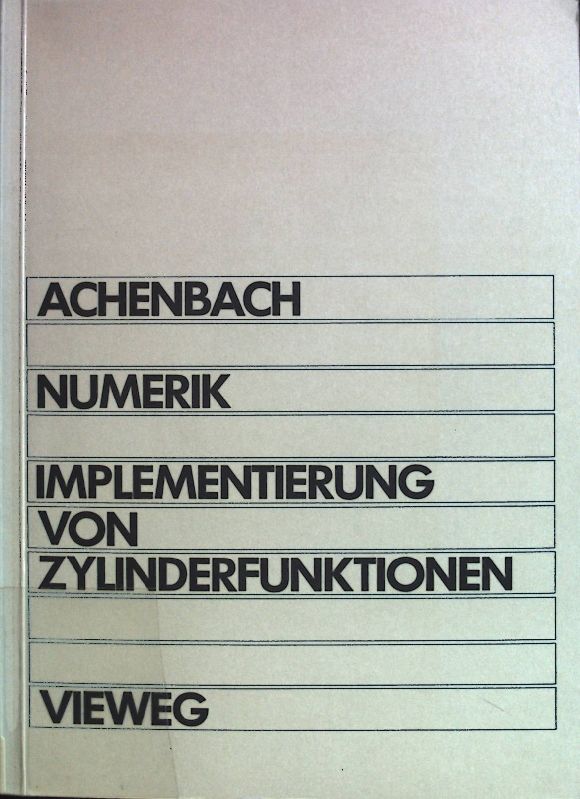 ACHENBACH
NUMERIK
IMPLEMENTIERUNG
VON
ZYLINDERFUNKTIONEN
VIEWEG